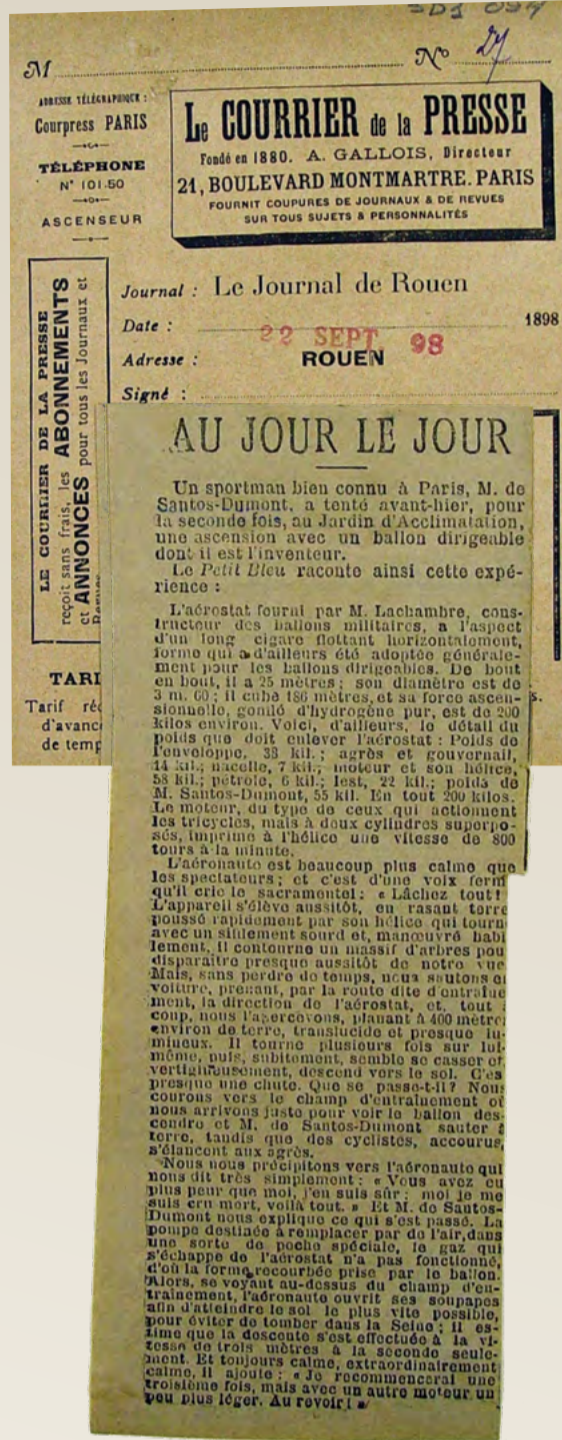 SD1 094
M
Nº 27
ADRESSE TÉLÉGRAPHIQUE :
Courpress PARIS
TÉLÉPHONE
N° 101-50
ASCENSEUR
Le COURRIER de la PRESSE
Fondé en 1880. A. GALLOIS, Directeur
21, BOULEVARD MONTMARTRE. PARIS
FOURNIT COUPURES DE JOURNAUX & DE REVUES
SUR TOUS SUJETS & PERSONNALITÉS
LE COURRIER DE LA PRESSE
reçoit sans frais, les ABONNEMENTS
et ANNONCES pour tous les Journaux et
Journal : Le Journal de Rouen
Date : 22 SEPT. 98 1898
Adresse : ROUEN
Signé :
TARI
Tarif réd
d'avance
de temp
s.
AU JOUR LE JOUR
Un sportman bien connu à Paris, M. de
Santos-Dumont, a tenté avant-hier, pour
la seconde fois, au Jardin d'Acclimatation,
une ascension avec un ballon dirigeable
dont il est l'inventeur.
Le Petit Bleu raconte ainsi cette expé-
rience :
L'aérostat fourni par M. Lachambre, cons-
tructeur des ballons militaires, a l'aspect
d'un long cigare flottant horizontalement,
forme qui a d'ailleurs été adoptée générale-
ment pour les ballons dirigeables. De bout
en bout, il a 25 mètres ; son diamètre est de
3 m. 60 ; il cube 186 mètres, et sa force ascen-
sionnelle, gonflé d'hydrogène pur, est de 200
kilos environ. Voici, d'ailleurs, le détail du
poids que doit enlever l'aérostat : Poids de
l'enveloppe, 38 kil. ; agrès et gouvernail,
14 kil.; nacelle, 7 kil.; moteur et son hélice,
58 kil.; pétrole, 6 kil.; lest, 22 kil.; poids de
M. Santos-Dumont, 55 kil. En tout 200 kilos.
Le moteur, du type de ceux qui actionnent
les tricycles, mais à deux cylindres superpo-
sés, imprime à l'hélice une vitesse de 800
tours à la minute.
L'aéronaute est beaucoup plus calme que
les spectateurs ; et c'est d'une voix ferm
qu'il crie le sacramentel : « Lâchez tout !
L'appareil s'élève aussitôt, en rasant terre
poussé rapidement par son hélice qui tourn
avec un sifflement sourd et, manœuvré habi
lement, il contourne un massif d'arbres pou
disparaître presque aussitôt de notre vue
Mais, sans perdre de temps, nous sautons e
voiture, prenant, par la route dite d'entraîne
ment, la direction de l'aérostat, et, tout à
coup, nous l'apercevons, planant à 400 mètres
environ de terre, translucide et presque lu-
mineux. Il tourne plusieurs fois sur lui-
même, puis, subitement, semble se casser et
vertigineusement, descend vers le sol. C'es
presque une chute. Que se passe-t-il ? Nous
courons vers le champ d'entraînement et
nous arrivons juste pour voir le ballon des-
cendre et M. de Santos-Dumont sauter à
terre, tandis que des cyclistes, accourus,
s'élancent aux agrès.
Nous nous précipitons vers l'aéronaute qui
nous dit très simplement : « Vous avez eu
plus peur que moi, j'en suis sûr ; moi je me
suis cru mort, voilà tout. » Et M. de Santos-
Dumont nous explique ce qui s'est passé. La
pompe destinée à remplacer par de l'air, dans
une sorte de poche spéciale, le gaz qui
s'échappe de l'aérostat n'a pas fonctionné,
d'où la forme recourbée prise par le ballon.
Alors, se voyant au-dessus du champ d'en-
traînement, l'aéronaute ouvrit ses soupapes
afin d'atteindre le sol le plus vite possible,
pour éviter de tomber dans la Seine ; il es-
time que la descente s'est effectuée à la vi-
tesse de trois mètres à la seconde seule-
ment. Et toujours calme, extraordinairement
calme, il ajoute : « Je recommencerai une
troisième fois, mais avec un autre moteur un
peu plus léger. Au revoir ! »